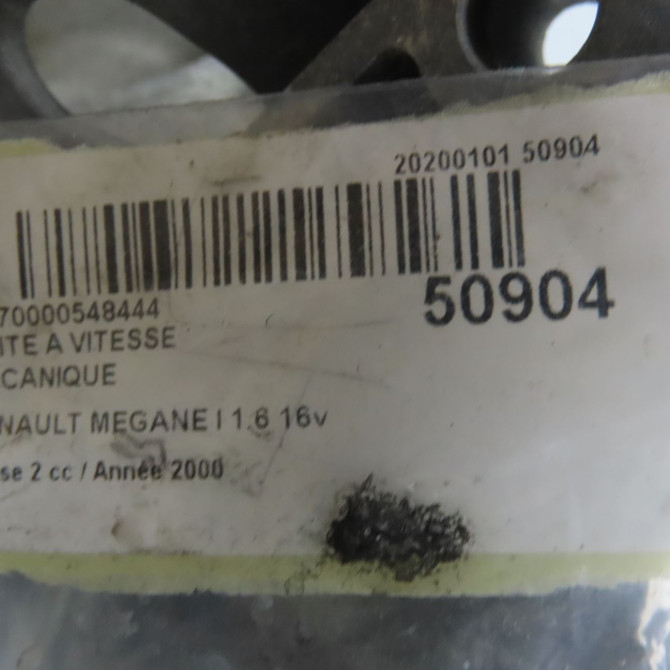 20200101 50904
70000548444
50904
ITE A VITESSE
CANIQUE
NAULT MEGANE I 1.6 16v
se 2 cc / Année 2000